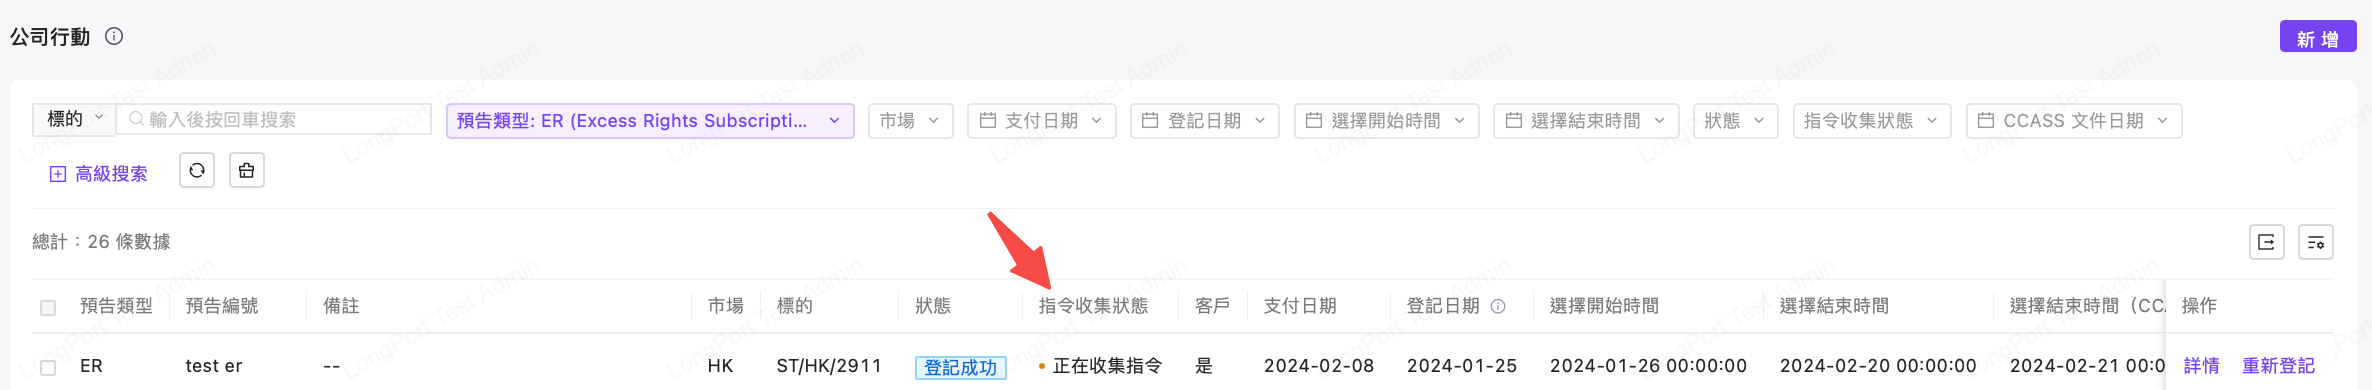 公司行動
新 增
標的 輸入後按回車搜索 預告類型: ER (Excess Rights Subscripti... 市場 支付日期 登記日期 選擇開始時間 選擇結束時間 狀態 指令收集狀態 CCASS 文件日期
高級搜索
總計：26 條數據
預告類型 預告編號 備註 市場 標的 狀態 指令收集狀態 客戶 支付日期 登記日期 選擇開始時間 選擇結束時間 選擇結束時間（CC 操作
ER test er -- HK ST/HK/2911 登記成功 正在收集指令 是 2024-02-08 2024-01-25 2024-01-26 00:00:00 2024-02-20 00:00:00 2024-02-21 00:0 詳情 重新登記
LongPort Test Admin